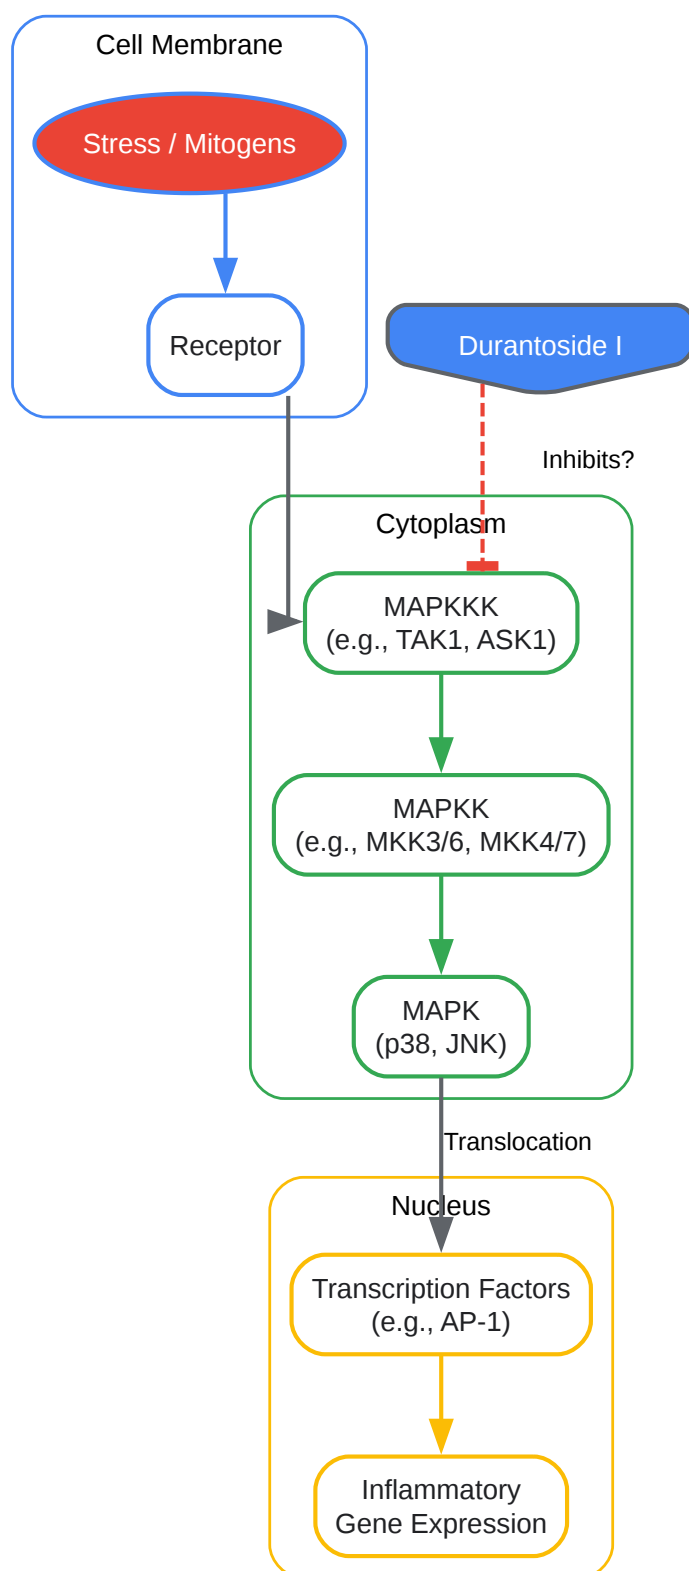 Cell Membrane
Stress / Mitogens
Receptor
Durantoside I
Inhibits?
Cytoplasm
MAPKKK
(e.g., TAK1, ASK1)
MAPKK
(e.g., MKK3/6, MKK4/7)
MAPK
(p38, JNK)
Translocation
Nucleus
Transcription Factors
(e.g., AP-1)
Inflammatory
Gene Expression